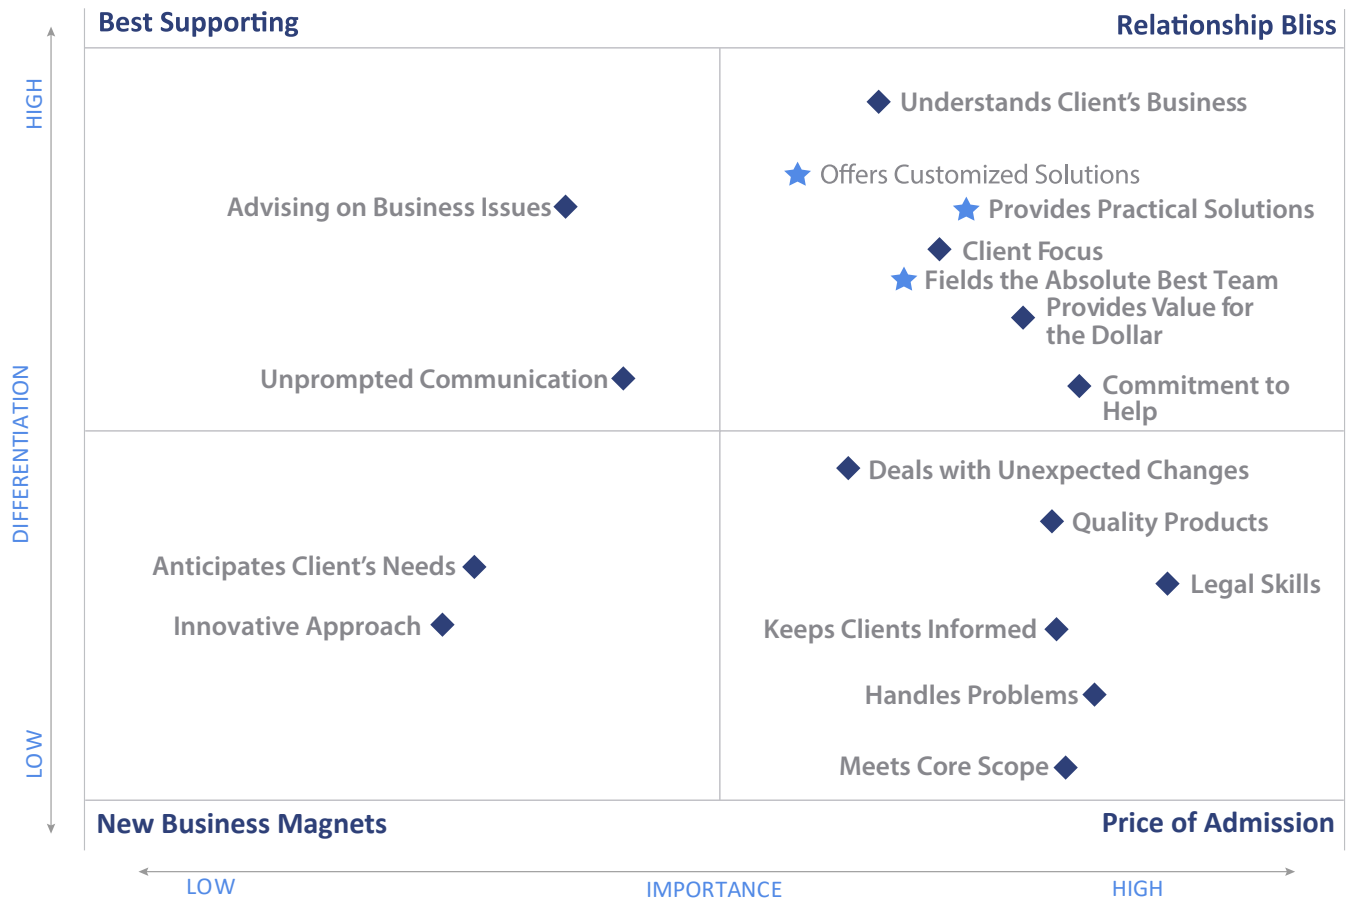 Best Supporting
Relationship Bliss
HIGH
Understands Client’s Business
Offers Customized Solutions
Advising on Business Issues
Provides Practical Solutions
Client Focus
Fields the Absolute Best Team
Provides Value for
the Dollar
Unprompted Communication
Commitment to
Help
DIFFERENTIATION
Deals with Unexpected Changes
Quality Products
Anticipates Client’s Needs
Legal Skills
Innovative Approach
Keeps Clients Informed
Handles Problems
LOW
Meets Core Scope
New Business Magnets
Price of Admission
LOW
IMPORTANCE
HIGH